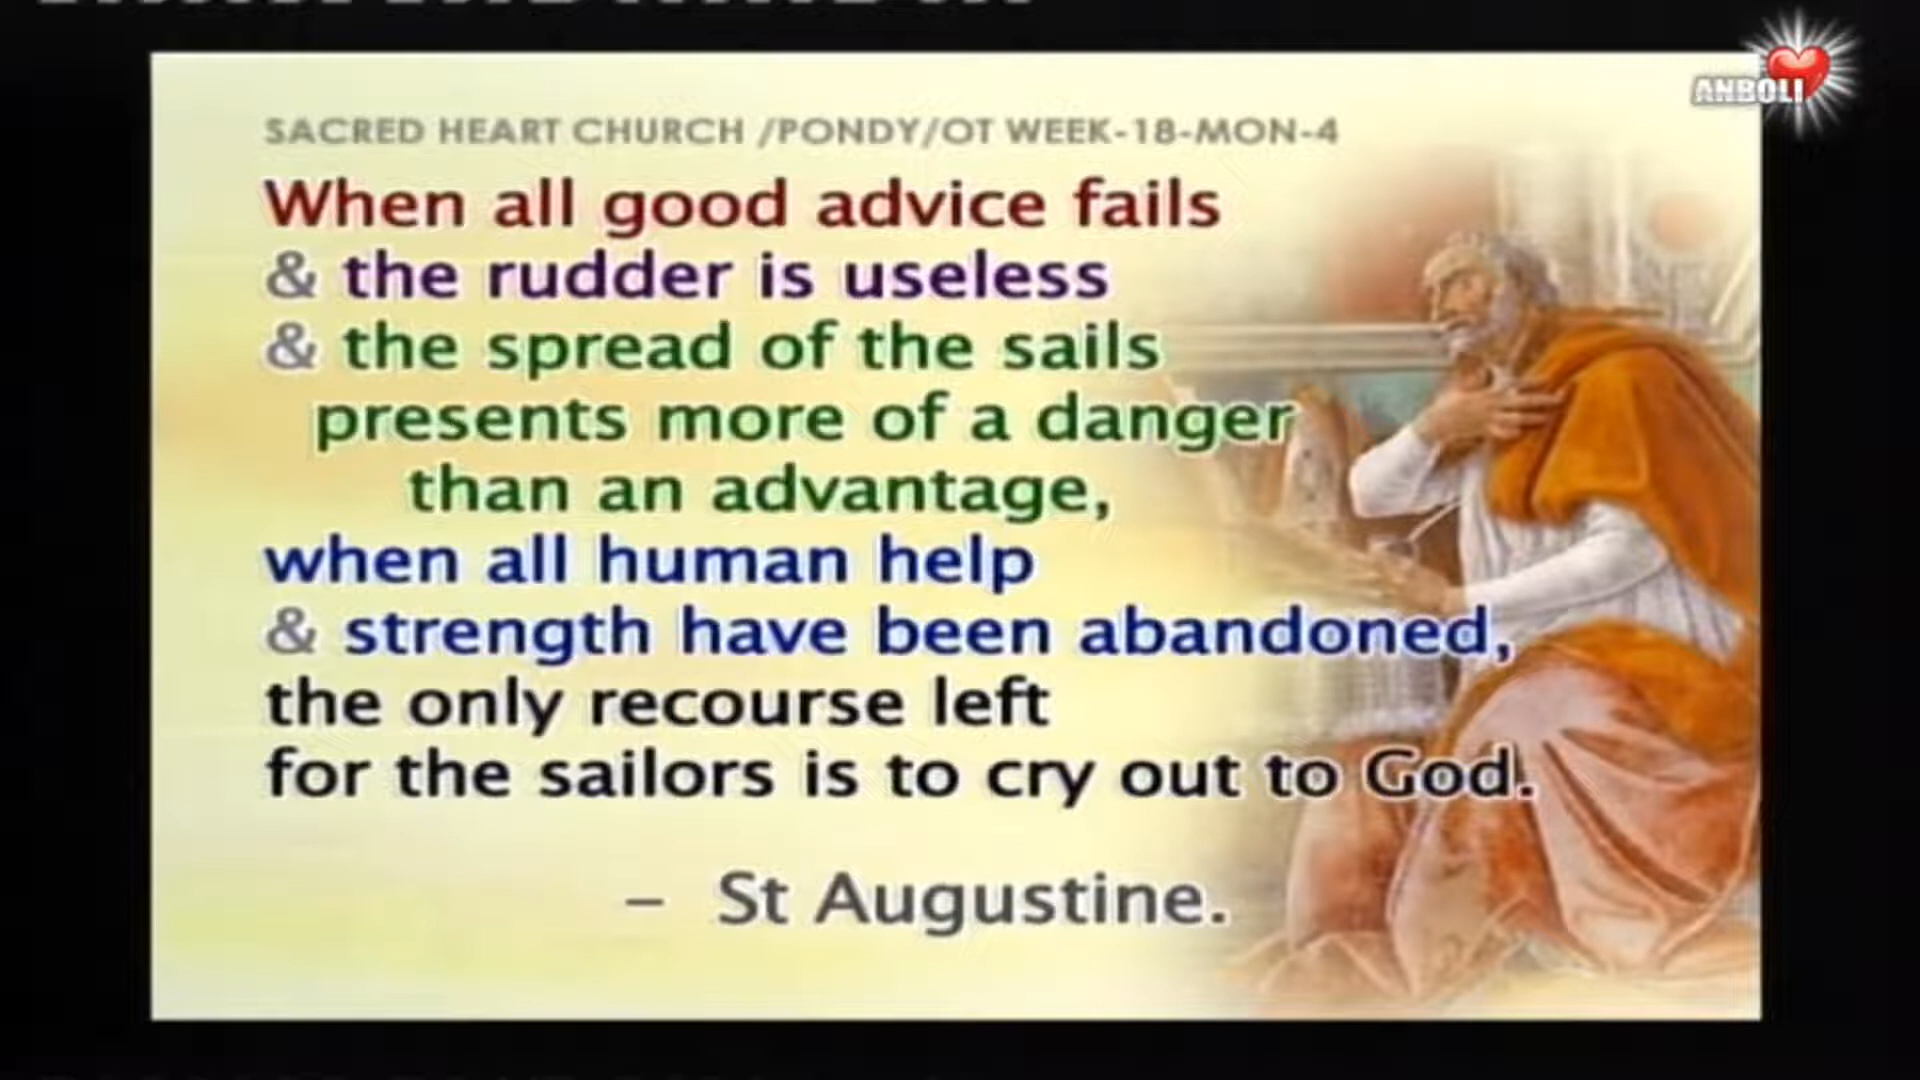 ANBOLI
SACRED HEART CHURCH /PONDY/OT WEEK-18-MON-4
When all good advice fails
& the rudder is useless
& the spread of the sails
presents more of a danger
than an advantage,
when all human help
& strength have been abandoned,
the only recourse left
for the sailors is to cry out to God.
– St Augustine.